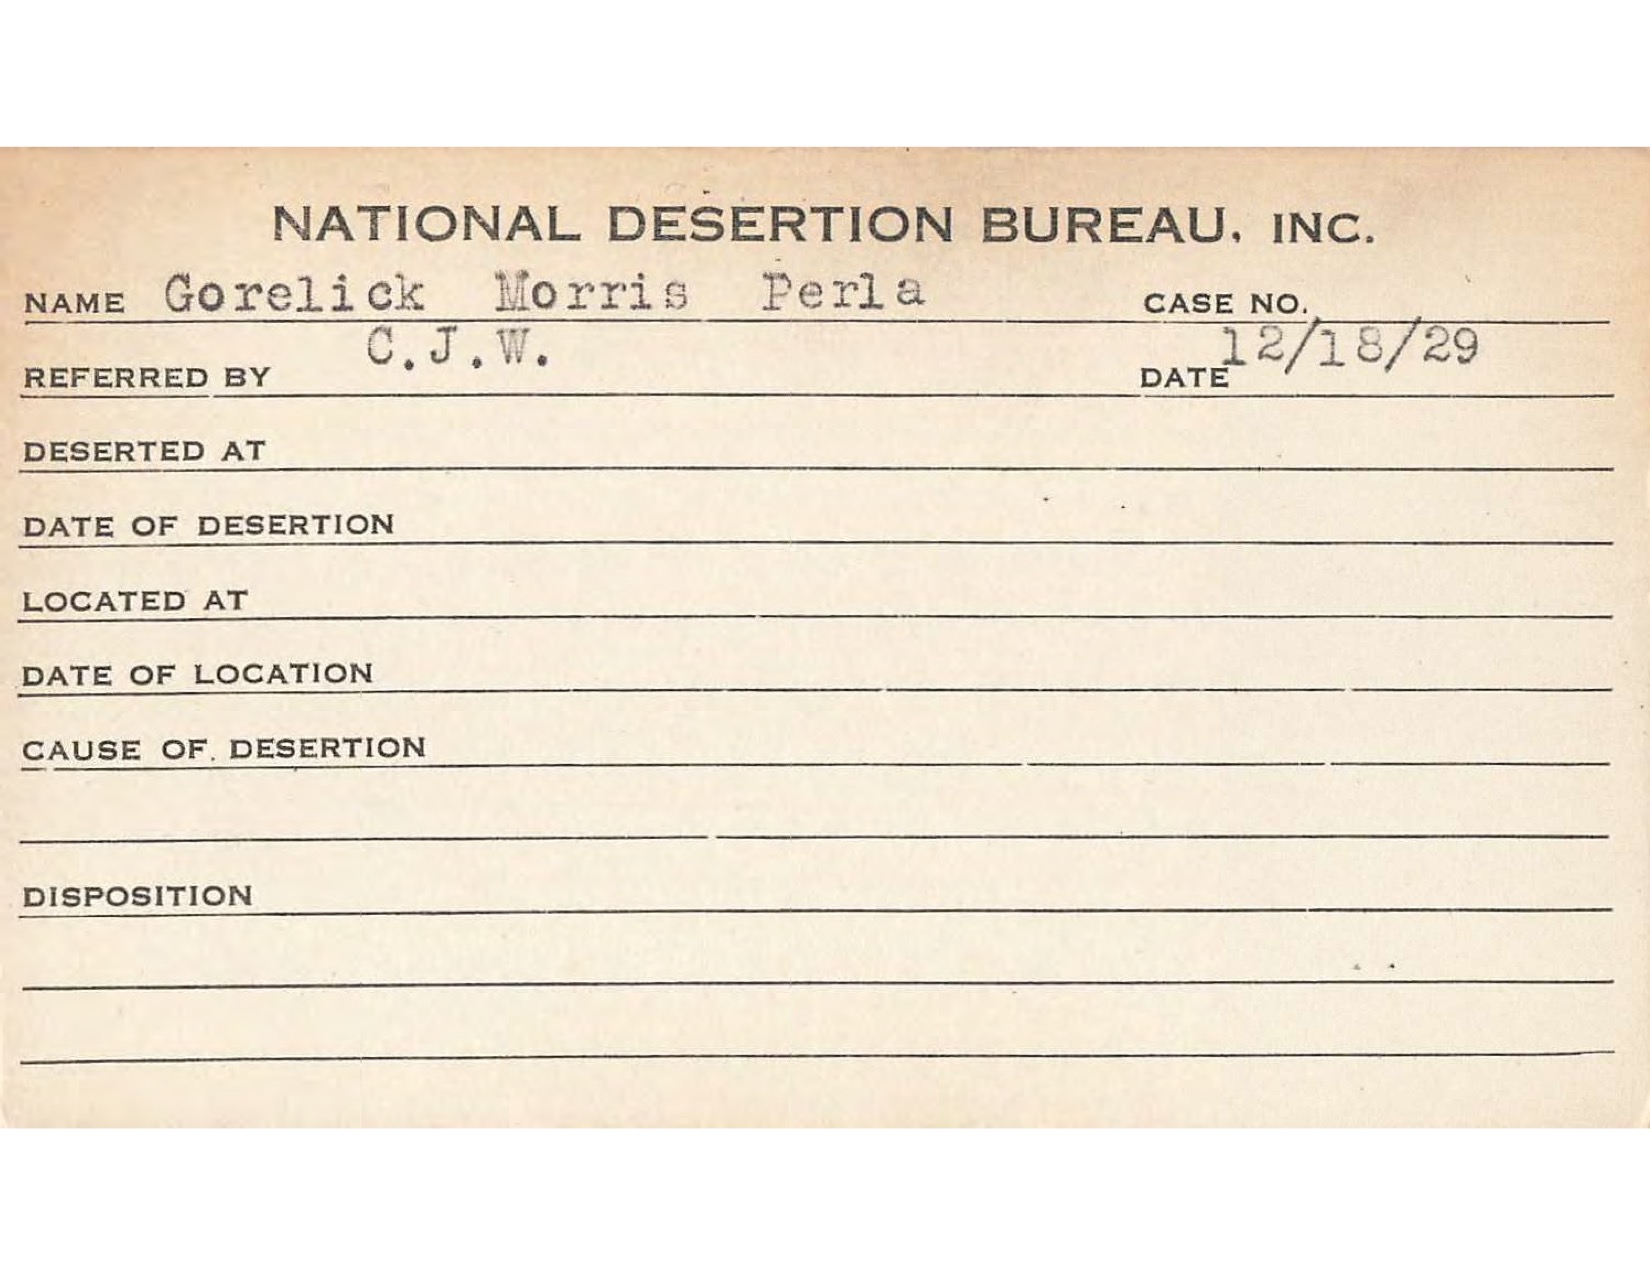 NATIONAL DESERTION BUREAU, INC.
NAME Gorelick Morris Perla CASE NO.
REFERRED BY C.J.W. DATE 12/18/29
DESERTED AT
DATE OF DESERTION
LOCATED AT
DATE OF LOCATION
CAUSE OF DESERTION
DISPOSITION